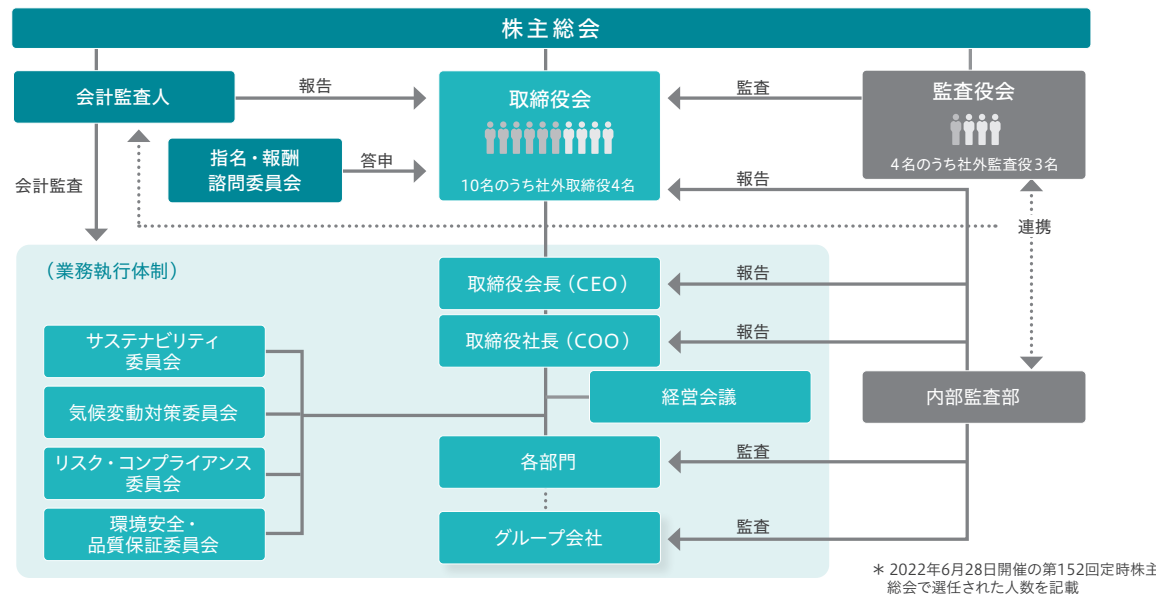 株主総会
会計監査人
報告
取締役会
10名のうち社外取締役4名
監査
監査役会
4名のうち社外監査役3名
指名・報酬
諮問委員会
答申
会計監査
報告
連携
（業務執行体制）
取締役会長（CEO）
報告
取締役社長（COO）
報告
サステナビリティ
委員会
気候変動対策委員会
リスク・コンプライアンス
委員会
環境安全・
品質保証委員会
経営会議
内部監査部
各部門
監査
グループ会社
監査
＊ 2022年6月28日開催の第152回定時株主
総会で選任された人数を記載